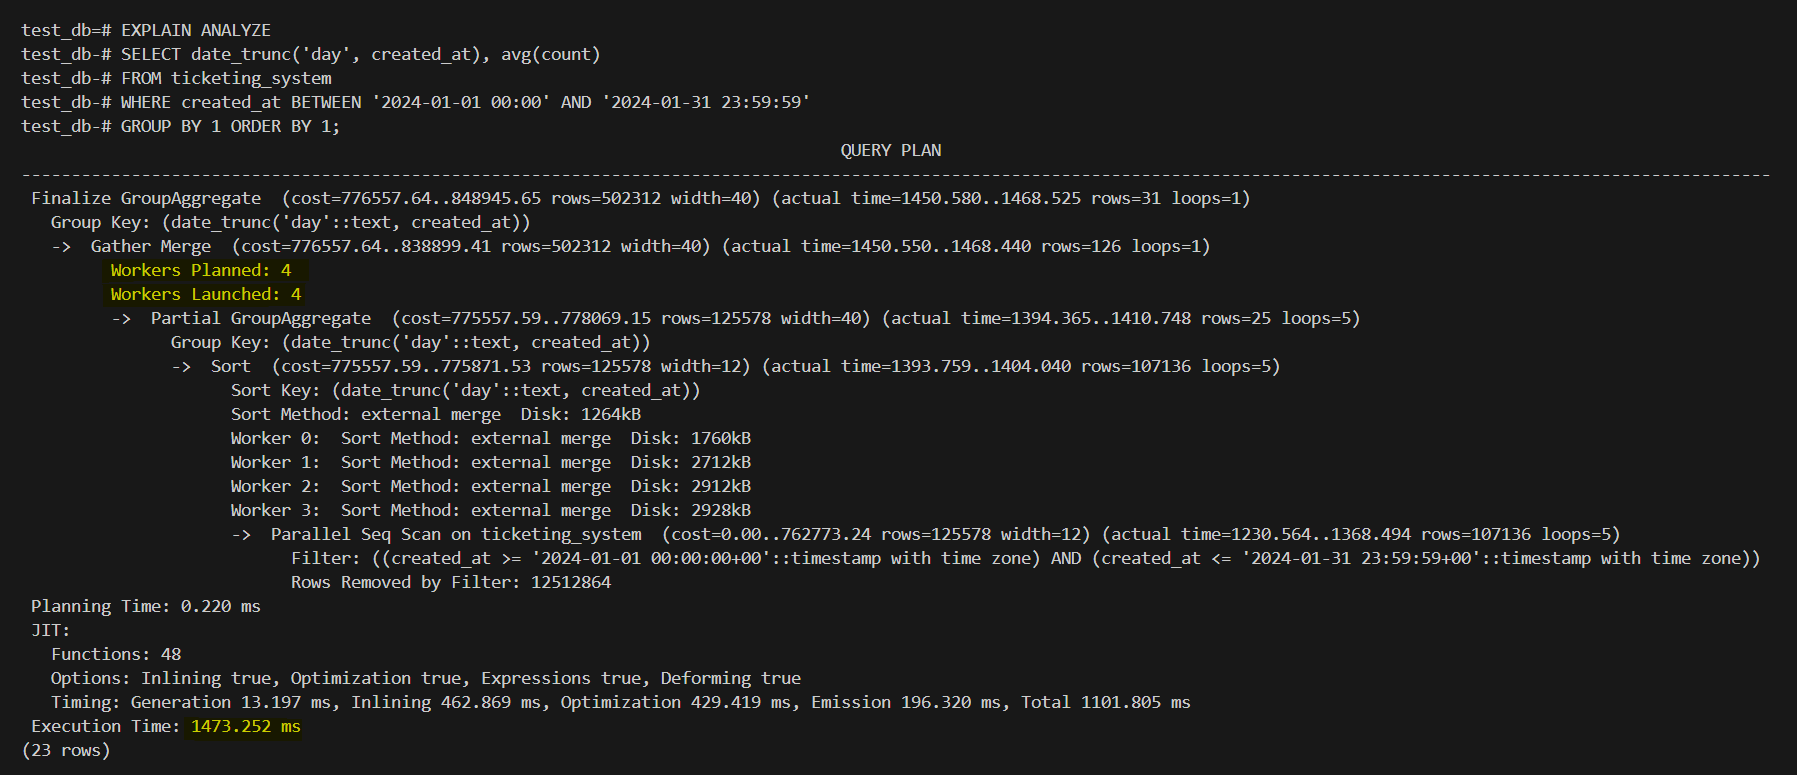 test_db=# EXPLAIN ANALYZE
test_db-# SELECT date_trunc('day', created_at), avg(count)
test_db-# FROM ticketing_system
test_db-# WHERE created_at BETWEEN '2024-01-01 00:00' AND '2024-01-31 23:59:59'
test_db-# GROUP BY 1 ORDER BY 1;
QUERY PLAN
-------------------------------------------------------------------------------------------------------------------------------------------------------------------------------
Finalize GroupAggregate  (cost=776557.64..848945.65 rows=502312 width=40) (actual time=1450.580..1468.525 rows=31 loops=1)
  Group Key: (date_trunc('day'::text, created_at))
  ->  Gather Merge  (cost=776557.64..838899.41 rows=502312 width=40) (actual time=1450.550..1468.440 rows=126 loops=1)
        Workers Planned: 4
        Workers Launched: 4
        ->  Partial GroupAggregate  (cost=775557.59..778069.15 rows=125578 width=40) (actual time=1394.365..1410.748 rows=25 loops=5)
              Group Key: (date_trunc('day'::text, created_at))
              ->  Sort  (cost=775557.59..775871.53 rows=125578 width=12) (actual time=1393.759..1404.040 rows=107136 loops=5)
                    Sort Key: (date_trunc('day'::text, created_at))
                    Sort Method: external merge  Disk: 1264kB
                    Worker 0:  Sort Method: external merge  Disk: 1760kB
                    Worker 1:  Sort Method: external merge  Disk: 2712kB
                    Worker 2:  Sort Method: external merge  Disk: 2912kB
                    Worker 3:  Sort Method: external merge  Disk: 2928kB
                    ->  Parallel Seq Scan on ticketing_system  (cost=0.00..762773.24 rows=125578 width=12) (actual time=1230.564..1368.494 rows=107136 loops=5)
                          Filter: ((created_at >= '2024-01-01 00:00:00+00'::timestamp with time zone) AND (created_at <= '2024-01-31 23:59:59+00'::timestamp with time zone))
                          Rows Removed by Filter: 12512864
Planning Time: 0.220 ms
JIT:
  Functions: 48
  Options: Inlining true, Optimization true, Expressions true, Deforming true
  Timing: Generation 13.197 ms, Inlining 462.869 ms, Optimization 429.419 ms, Emission 196.320 ms, Total 1101.805 ms
Execution Time: 1473.252 ms
(23 rows)